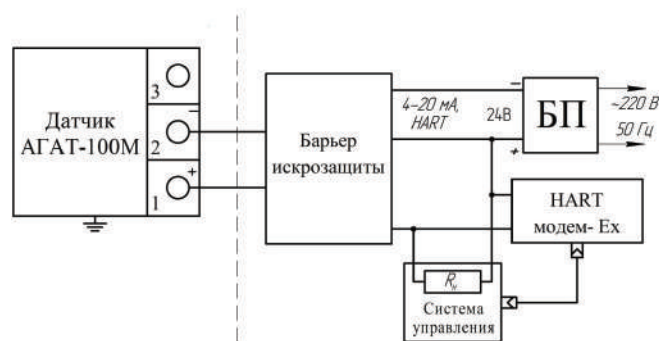 Датчик
АГАТ-100М
3
2
−
1
+
Барьер
искрозащиты
4–20 мА,
HART
−
24В
+
БП
~220 В
50 Гц
HART
модем- Ex
Rн
Система
управления